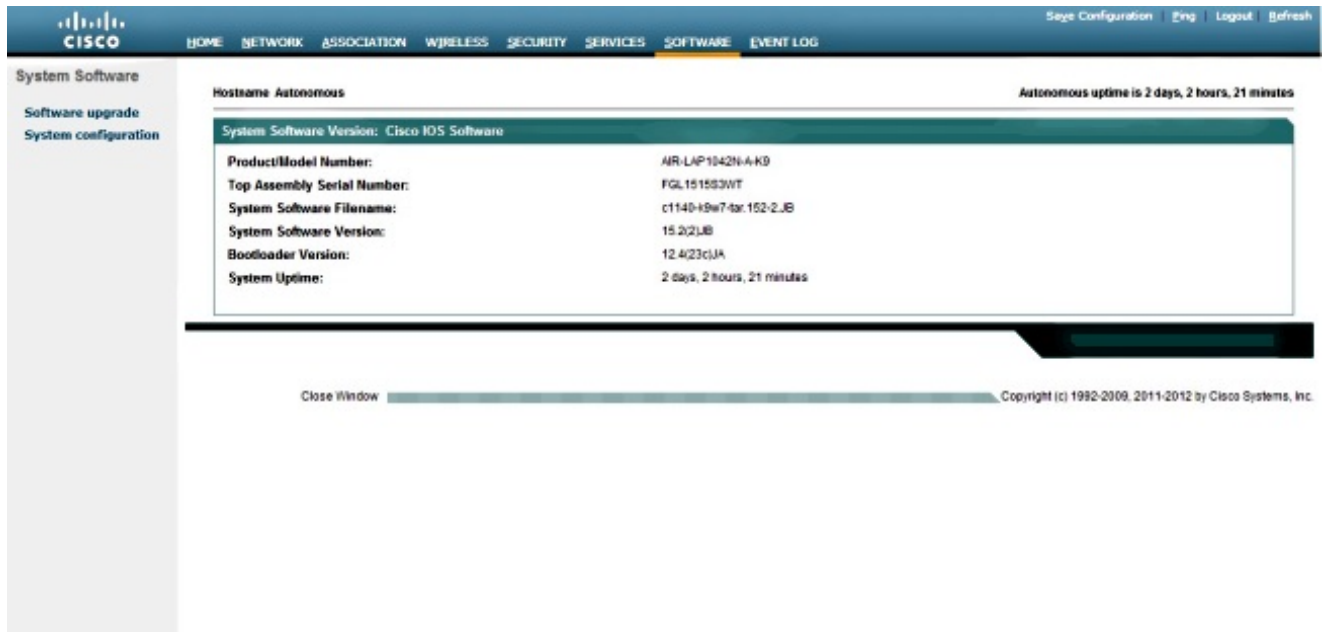 Save Configuration | Ping | Logout | Refresh
CISCO
HOME NETWORK ASSOCIATION WIRELESS SECURITY SERVICES SOFTWARE EVENT LOG
System Software
Software upgrade
System configuration
Hostname Autonomous
Autonomous uptime is 2 days, 2 hours, 21 minutes
System Software Version: Cisco IOS Software
Product/Model Number: AIR-LAP1042N-A-K9
Top Assembly Serial Number: FGL1515S3WT
System Software Filename: c1140-k9w7-tar.152-2.JB
System Software Version: 15.2(2)JB
Bootloader Version: 12.4(23c)JA
System Uptime: 2 days, 2 hours, 21 minutes
Close Window
Copyright (c) 1992-2009, 2011-2012 by Cisco Systems, Inc.